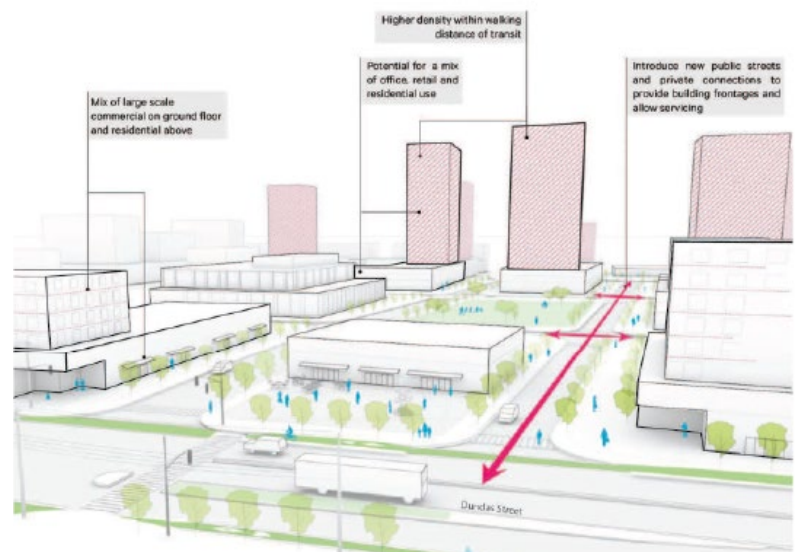 Higher density within walking
distance of transit
Potential for a mix
of office, retail and
residential use
Introduce new public streets
and private connections to
provide building frontages and
allow servicing
Mix of large scale
commercial on ground floor
and residential above
Dundas Street